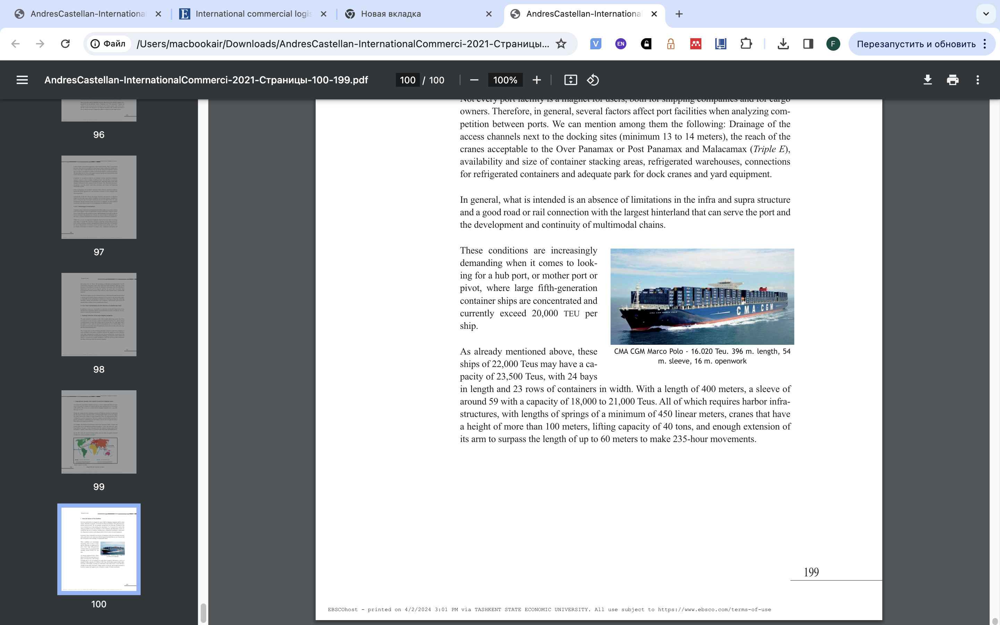 AndresCastellan-International
International commercial logis
Новая вкладка
AndresCastellan-International
Файл
/Users/macbookair/Downloads/AndresCastellan-InternationalCommerci-2021-Страницы...
V
EN
F
Перезапустить и обновить
AndresCastellan-InternationalCommerci-2021-Страницы-100-199.pdf
100 / 100
100%
96
97
98
99
100
Not every port facility is a magnet for users, both for shipping companies and for cargo
owners. Therefore, in general, several factors affect port facilities when analyzing com-
petition between ports. We can mention among them the following: Drainage of the
access channels next to the docking sites (minimum 13 to 14 meters), the reach of the
cranes acceptable to the Over Panamax or Post Panamax and Malacamax (Triple E),
availability and size of container stacking areas, refrigerated warehouses, connections
for refrigerated containers and adequate park for dock cranes and yard equipment.
In general, what is intended is an absence of limitations in the infra and supra structure
and a good road or rail connection with the largest hinterland that can serve the port and
the development and continuity of multimodal chains.
These conditions are increasingly
demanding when it comes to look-
ing for a hub port, or mother port or
pivot, where large fifth-generation
container ships are concentrated and
currently exceed 20,000 TEU per
ship.
CMA CGM
CMA CGM MARCO POLO
CMA CGM Marco Polo - 16.020 Teu. 396 m. length, 54
m. sleeve, 16 m. openwork
As already mentioned above, these
ships of 22,000 Teus may have a ca-
pacity of 23,500 Teus, with 24 bays
in length and 23 rows of containers in width. With a length of 400 meters, a sleeve of
around 59 with a capacity of 18,000 to 21,000 Teus. All of which requires harbor infra-
structures, with lengths of springs of a minimum of 450 linear meters, cranes that have
a height of more than 100 meters, lifting capacity of 40 tons, and enough extension of
its arm to surpass the length of up to 60 meters to make 235-hour movements.
199
EBSCOhost - printed on 4/2/2024 3:01 PM via TASHKENT STATE ECONOMIC UNIVERSITY. All use subject to https://www.ebsco.com/terms-of-use